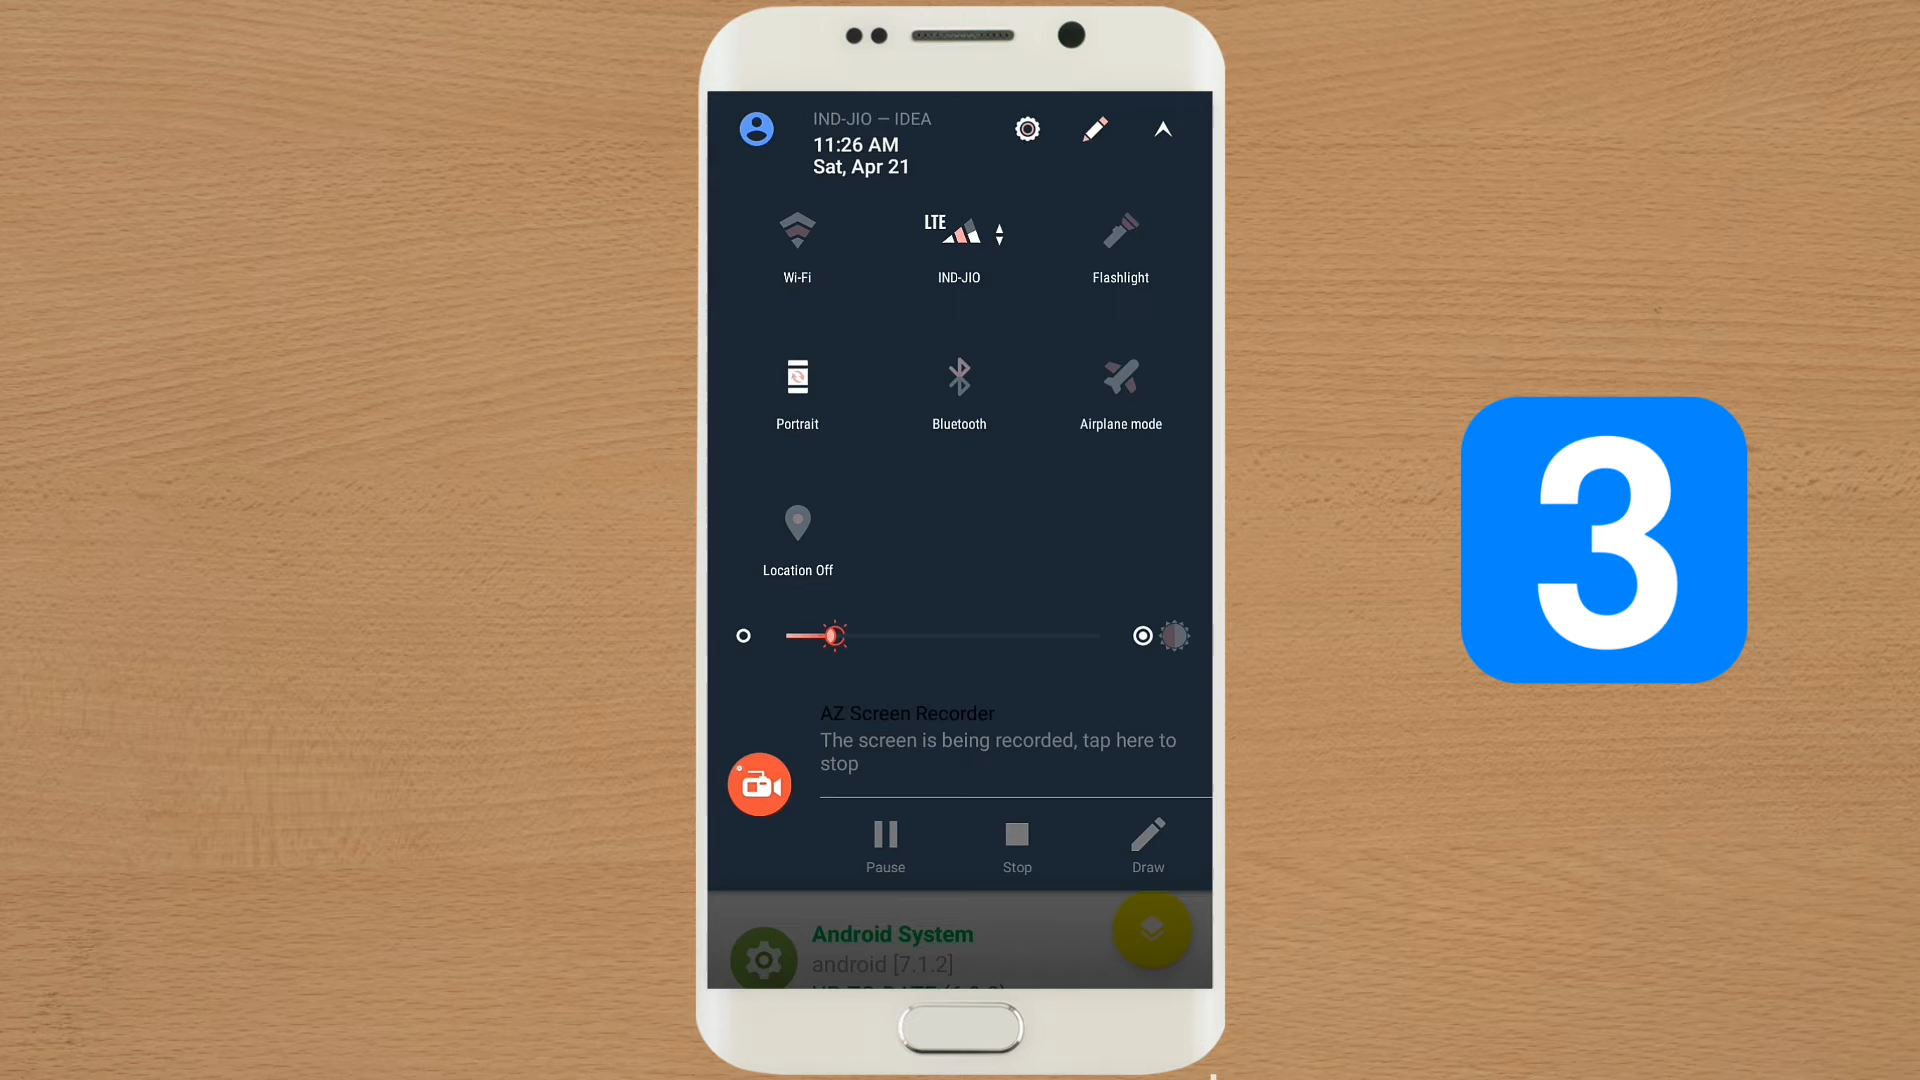 IND-JIO — IDEA
11:26 AM
Sat, Apr 21
LTE
Wi-Fi
IND-JIO
Flashlight
Portrait
Bluetooth
Airplane mode
Location Off
3
AZ Screen Recorder
The screen is being recorded, tap here to
stop
Pause
Stop
Draw
Android System
android [7.1.2]